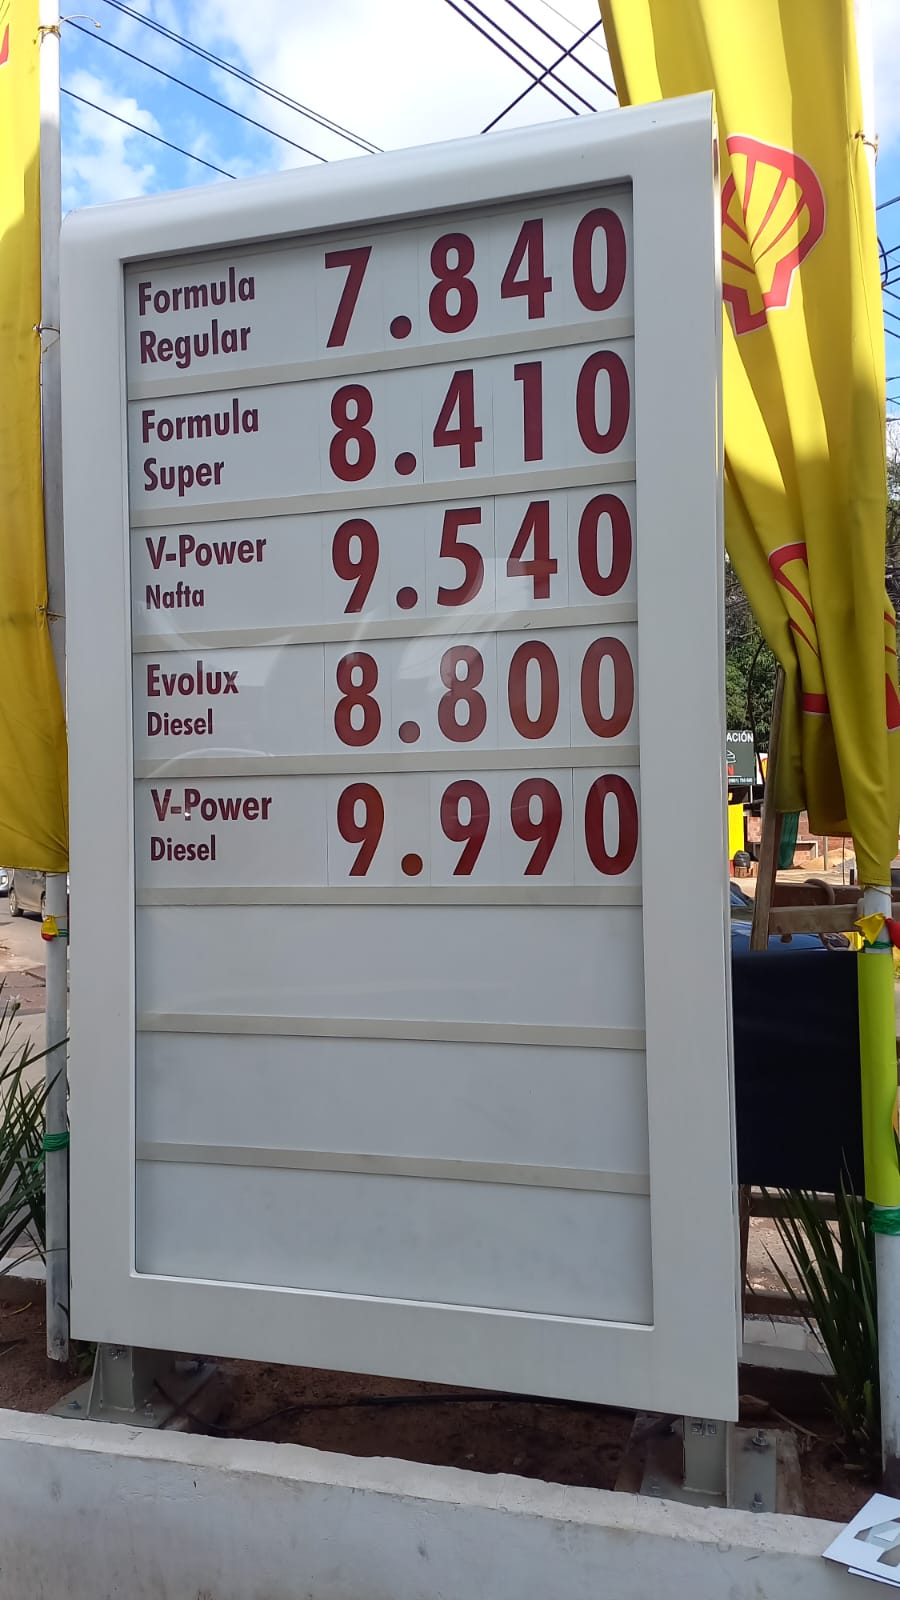 Formula
Regular 7.840
Formula
Super 8.410
V-Power
Nafta 9.540
Evolux
Diesel 8.800
V-Power
Diesel 9.990
ACIÓN